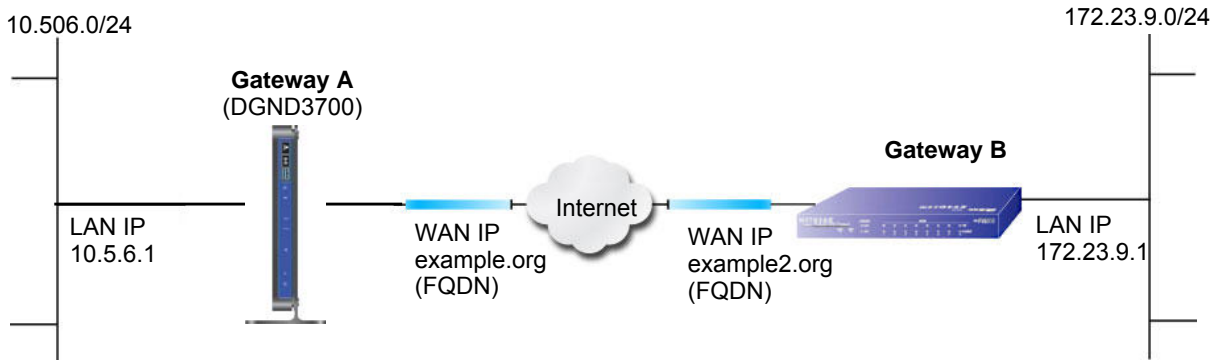 10.506.0/24
172.23.9.0/24
Gateway A
(DGND3700)
Gateway B
LAN IP
10.5.6.1
WAN IP
example.org
(FQDN)
Internet
WAN IP
example2.org
(FQDN)
NETGEAR
LAN IP
172.23.9.1